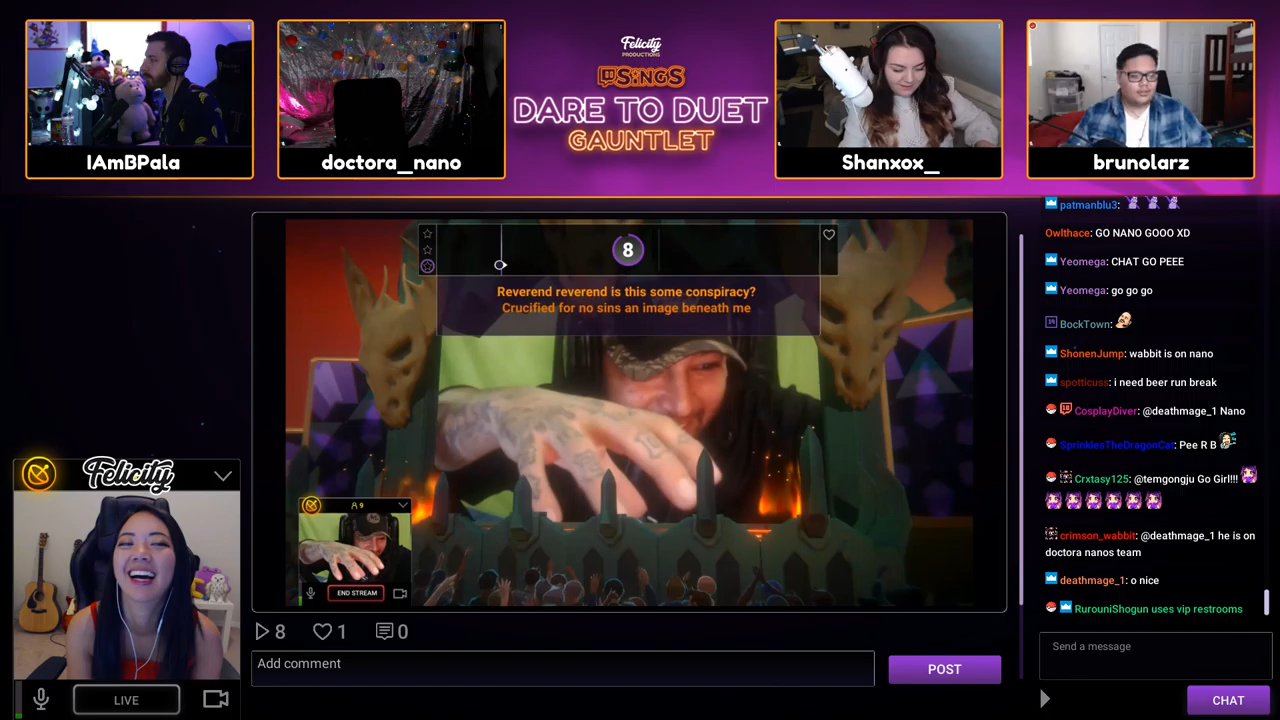 IAmBPala
doctora__nano
Felicity
PRODUCTIONS
SINGS
DARE TO DUET
GAUNTLET
Shanxox_
brunolarz
8
Reverend reverend is this some conspiracy?
Crucified for no sins an image beneath me
9
END STREAM
8
1
0
Add comment
POST
Felicity
LIVE
patmanblu3:
Owlthace: GO NANO GOOO XD
Yeomega: CHAT GO PEEE
Yeomega: go go go
BockTown:
ShonenJump: wabbit is on nano
spotticuss: i need beer run break
CosplayDiver: @deathmage_1 Nano
SprinklesTheDragonCat: Pee R B
Crxtasy125: @temgongju Go Girl!!!
crimson_wabbit: @deathmage_1 he is on
doctora nanos team
deathmage_1: o nice
RurouniShogun uses vip restrooms
Send a message
CHAT